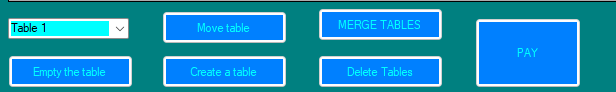 Table 1
Move table
MERGE TABLES
PAY
Empty the table
Create a table
Delete Tables